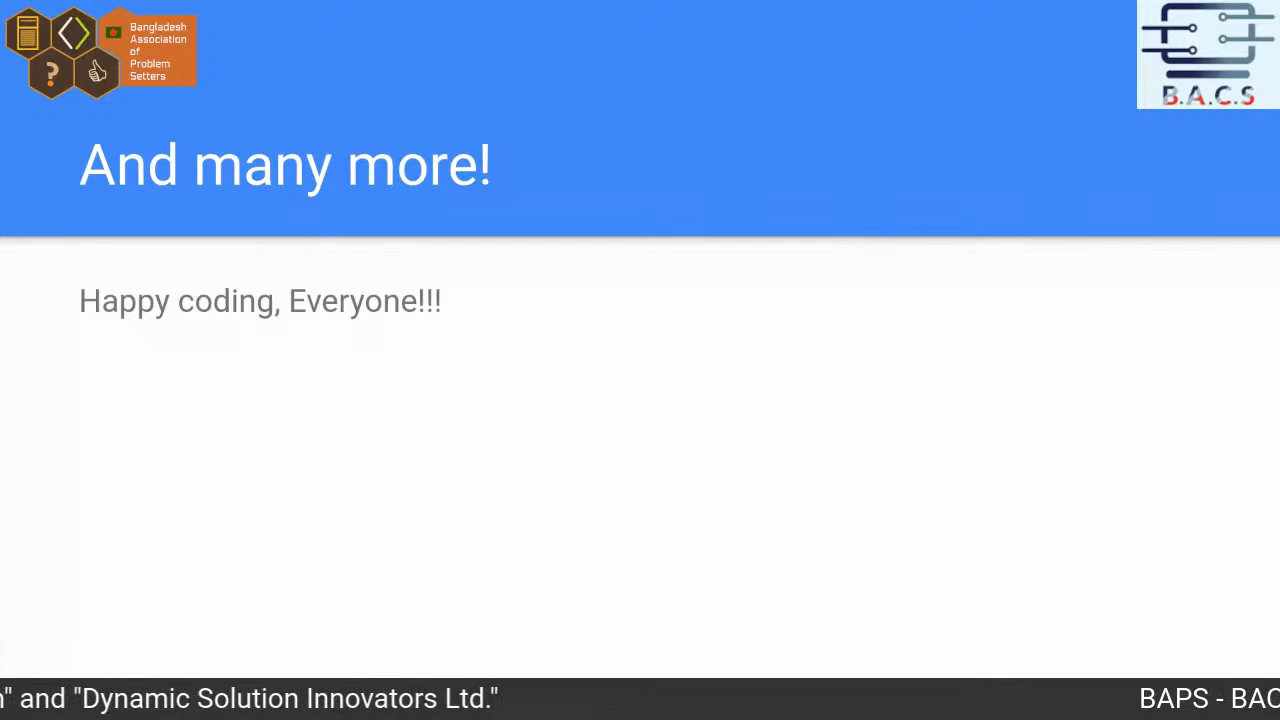 Bangladesh
Association
of
Problem
Setters
B.A.C.S
And many more!
Happy coding, Everyone!!!
" and "Dynamic Solution Innovators Ltd."
BAPS - BAC